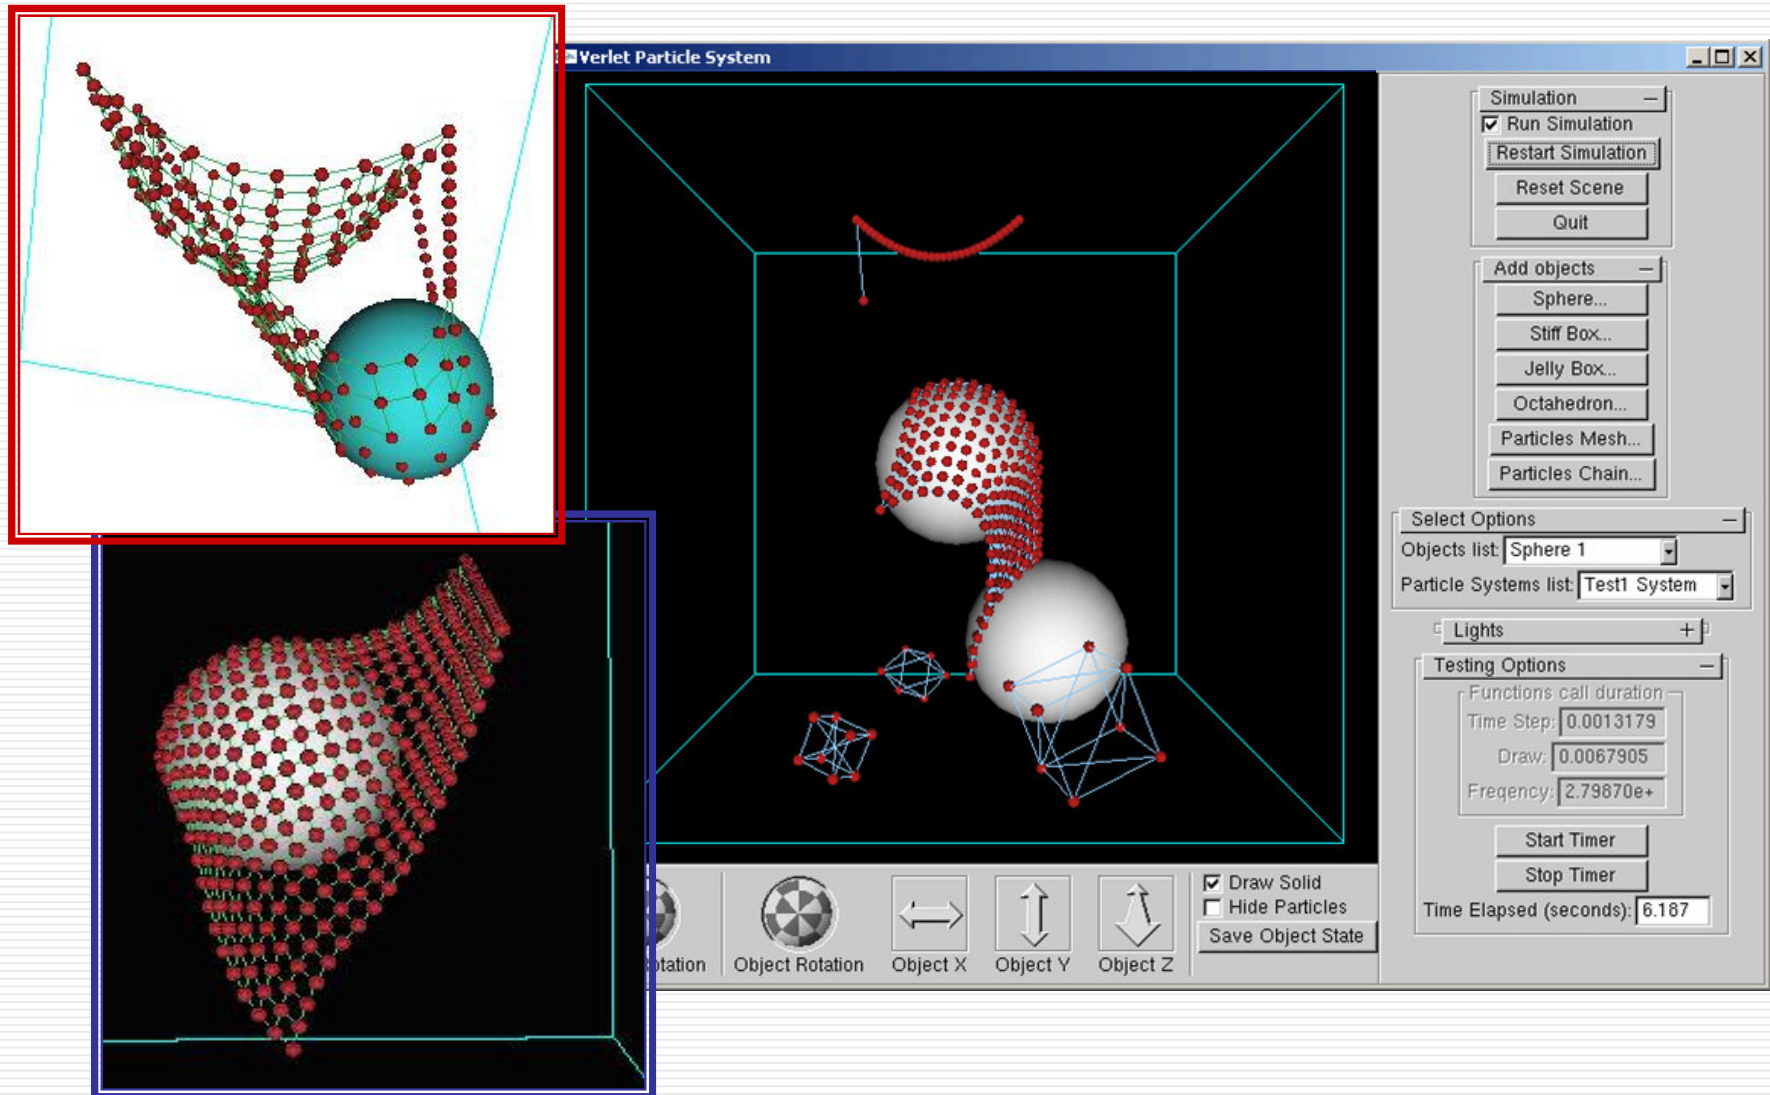 Verlet Particle System
Simulation
Run Simulation
Restart Simulation
Reset Scene
Quit
Add objects
Sphere...
Stiff Box...
Jelly Box...
Octahedron...
Particles Mesh...
Particles Chain...
Select Options
Objects list: Sphere 1
Particle Systems list: Test1 System
Lights
Testing Options
Functions call duration
Time Step: 0.0013179
Draw: 0.0067905
Freqency: 2.79870e+
Start Timer
Stop Timer
Time Elapsed (seconds): 6.187
Draw Solid
Hide Particles
Save Object State
otation
Object Rotation
Object X
Object Y
Object Z